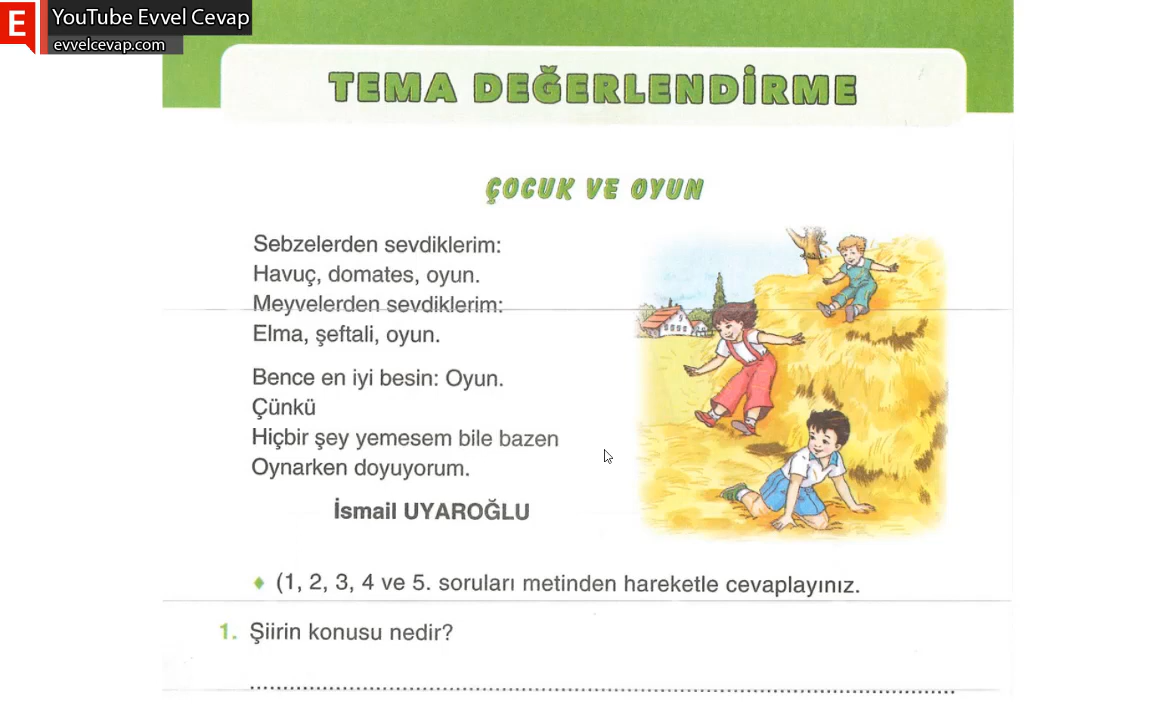 E
YouTube Evvel Cevap
evvelcevap.com
TEMA DEĞERLENDİRME
ÇOCUK VE OYUN
Sebzelerden sevdiklerim:
Havuç, domates, oyun.
Meyvelerden sevdiklerim:
Elma, şeftali, oyun.
Bence en iyi besin: Oyun.
Çünkü
Hiçbir şey yemesem bile bazen
Oynarken doyuyorum.
İsmail UYAROĞLU
♦ (1, 2, 3, 4 ve 5. soruları metinden hareketle cevaplayınız.
1. Şiirin konusu nedir?